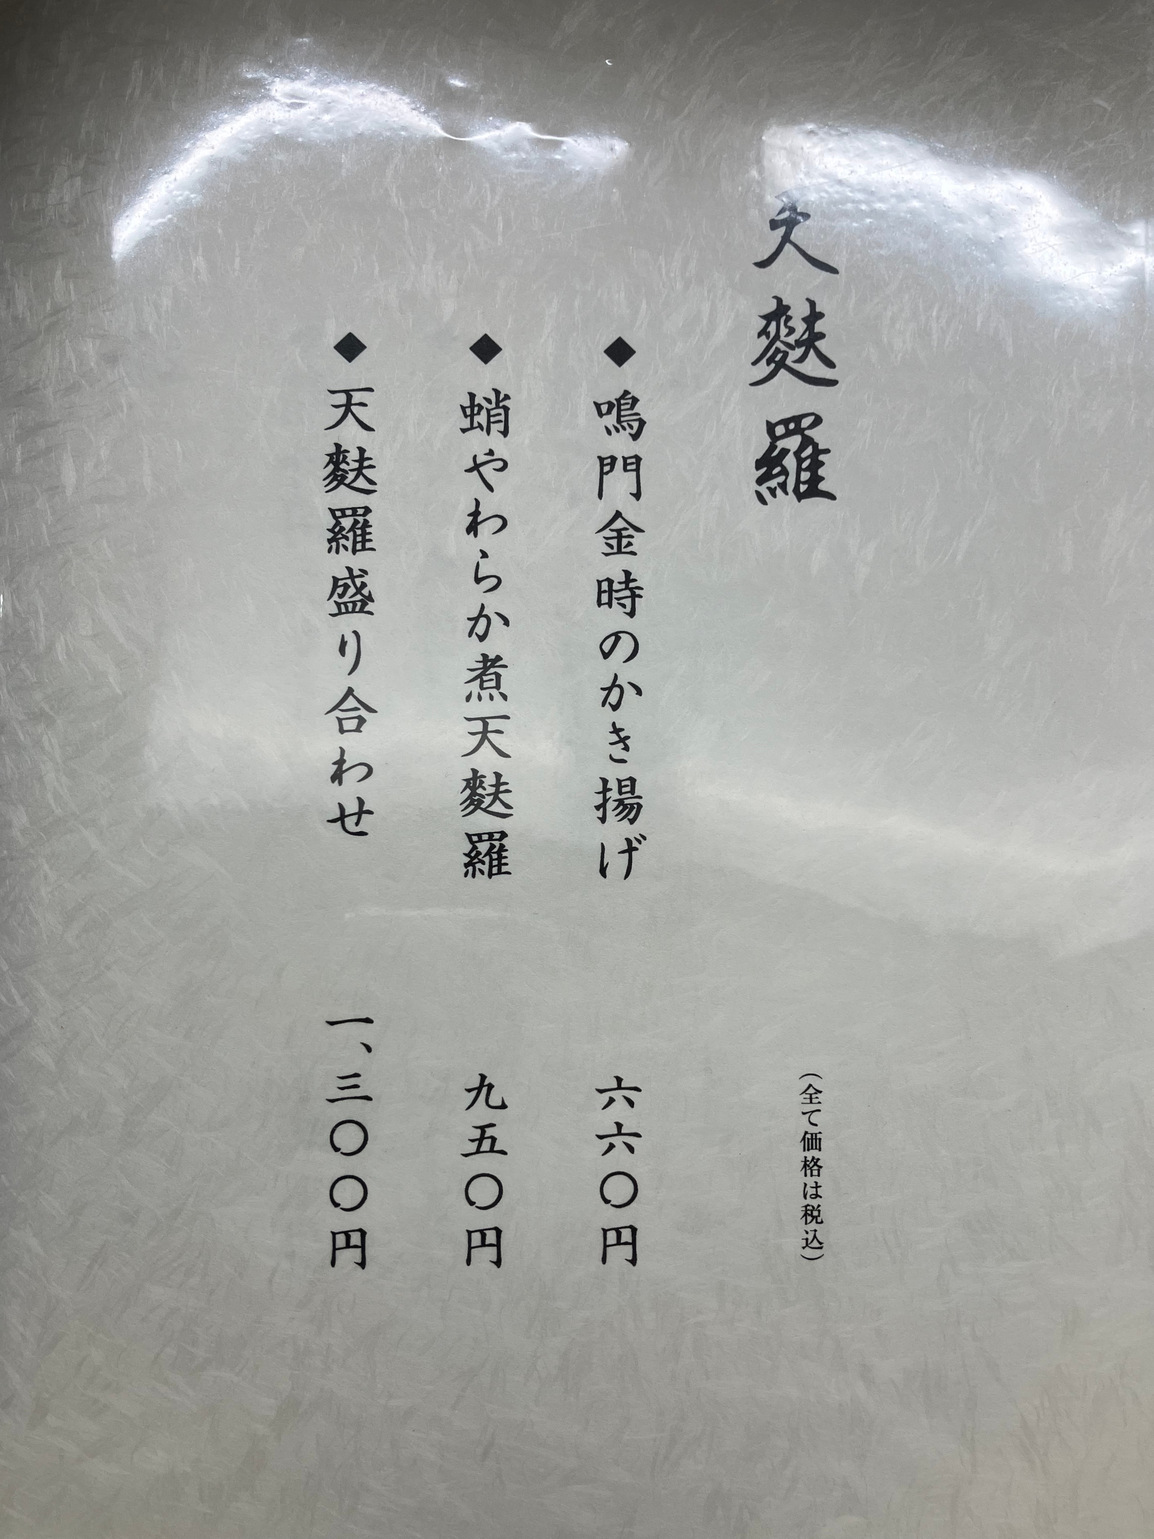 天麩羅
（全て価格は税込）
◆鳴門金時のかき揚げ 六六〇円
◆蛸やわらか煮天麩羅 九五〇円
◆天麩羅盛り合わせ 一、三〇〇円